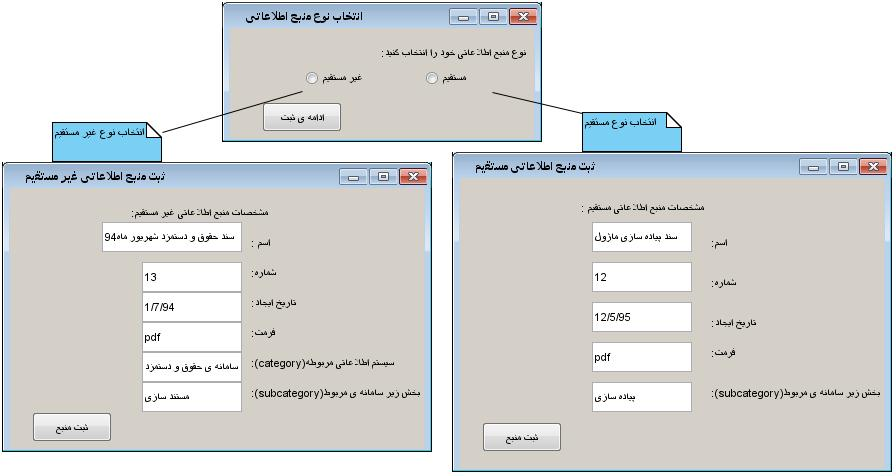 انتخاب نوع منبع اطلاعاتی
نوع منبع اطلاعاتی خود را انتخاب کنید:
مستقیم
غیر مستقیم
ادامه ی ثبت
انتخاب نوع مستقیم
انتخاب نوع غیر مستقیم
ثبت منبع اطلاعاتی مستقیم
مشخصات منبع اطلاعاتی مستقیم :
اسم: سند پیاده سازی ماژول
شماره: 12
تاریخ ایجاد: 12/5/95
فرمت: pdf
بخش زیر سامانه ی مربوط(subcategory): پیاده سازی
ثبت منبع
ثبت منبع اطلاعاتی غیر مستقیم
مشخصات منبع اطلاعاتی غیر مستقیم:
اسم : سند حقوق و دستمزد شهریور ماه94
شماره: 13
تاریخ ایجاد: 1/7/94
فرمت: pdf
سیستم اطلاعاتی مربوطه(category): سامانه ی حقوق و دستمزد
بخش زیر سامانه ی مربوط(subcategory): مستند سازی
ثبت منبع